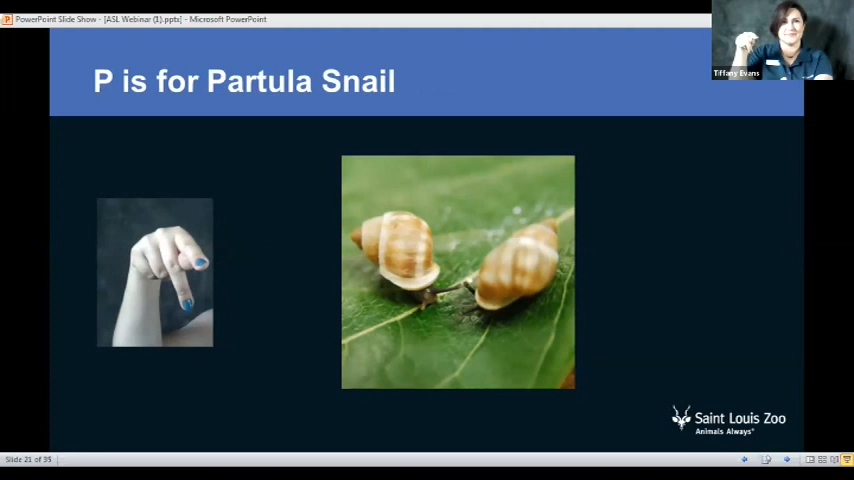 PowerPoint Slide Show - [ASL Webinar (1).pptx] - Microsoft PowerPoint
Tiffany Evans
P is for Partula Snail
Saint Louis Zoo
Animals Always®
Slide 21 of 35